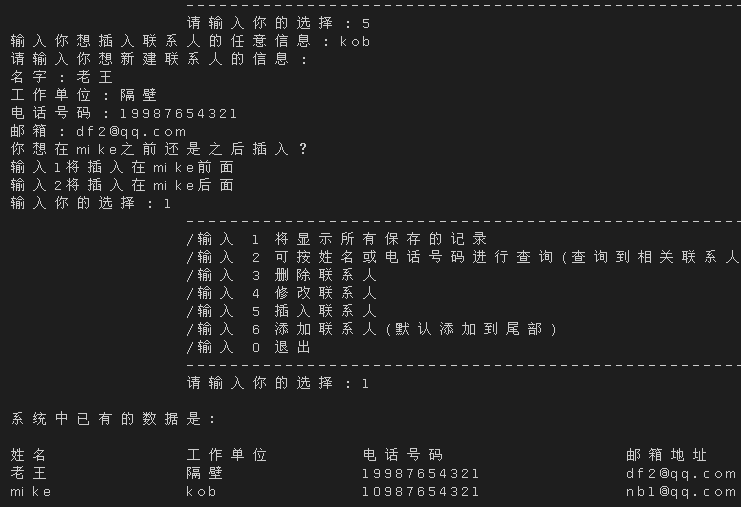 请输入你的选择：5
输入你想插入联系人的任意信息：kob
请输入你想新建联系人的信息：
名字：老王
工作单位：隔壁
电话号码：19987654321
邮箱：df2@qq.com
你想在mike之前还是之后插入？
输入1将插入在mike前面
输入2将插入在mike后面
输入你的选择：1
/输入 1 将显示所有保存的记录
/输入 2 可按姓名或电话号码进行查询(查询到相关联系人
/输入 3 删除联系人
/输入 4 修改联系人
/输入 5 插入联系人
/输入 6 添加联系人(默认添加到尾部)
/输入 0 退出
请输入你的选择：1
系统中已有的数据是：
姓名 工作单位 电话号码 邮箱地址
老王 隔壁 19987654321 df2@qq.com
mike kob 10987654321 nb1@qq.com